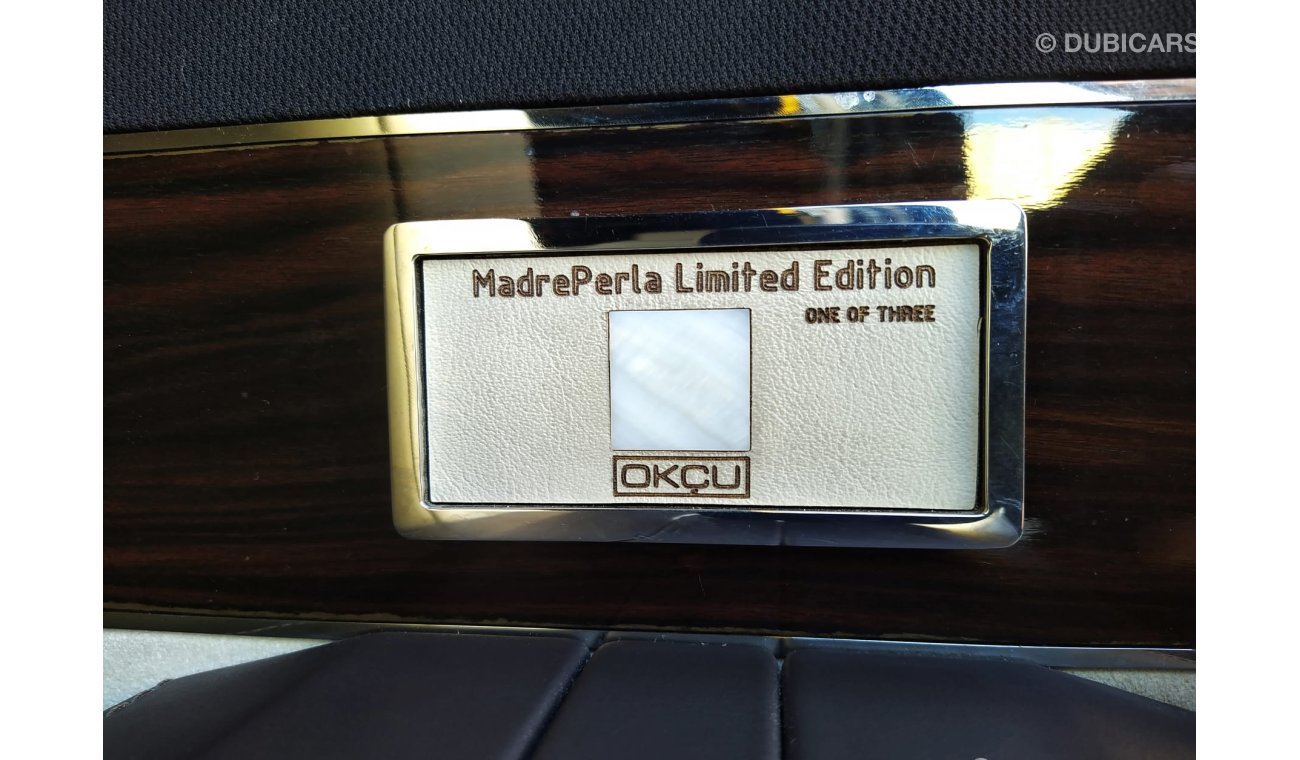 © DUBICARS
MadrePerla Limited Edition
ONE OF THREE
OKÇU